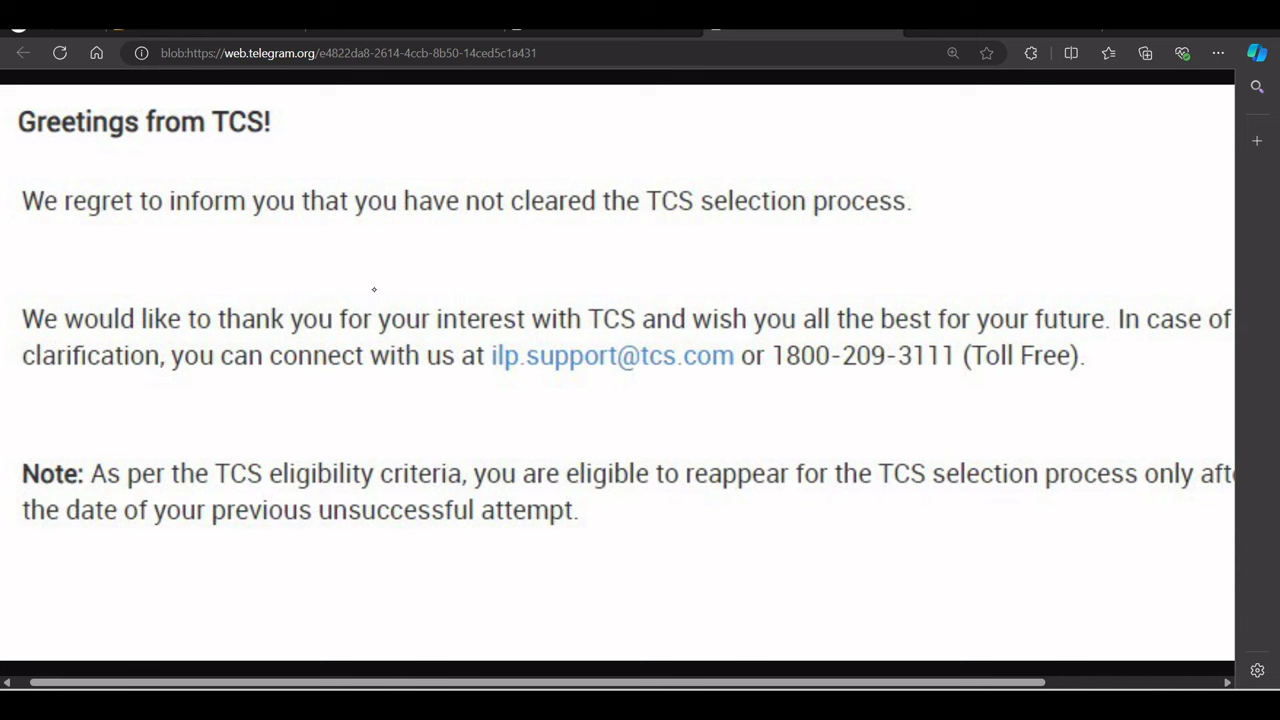 blob:https://web.telegram.org/e4822da8-2614-4ccb-8b50-14ced5c1a431
Greetings from TCS!
We regret to inform you that you have not cleared the TCS selection process.
We would like to thank you for your interest with TCS and wish you all the best for your future. In case of
clarification, you can connect with us at ilp.support@tcs.com or 1800-209-3111 (Toll Free).
Note: As per the TCS eligibility criteria, you are eligible to reappear for the TCS selection process only
the date of your previous unsuccessful attempt.